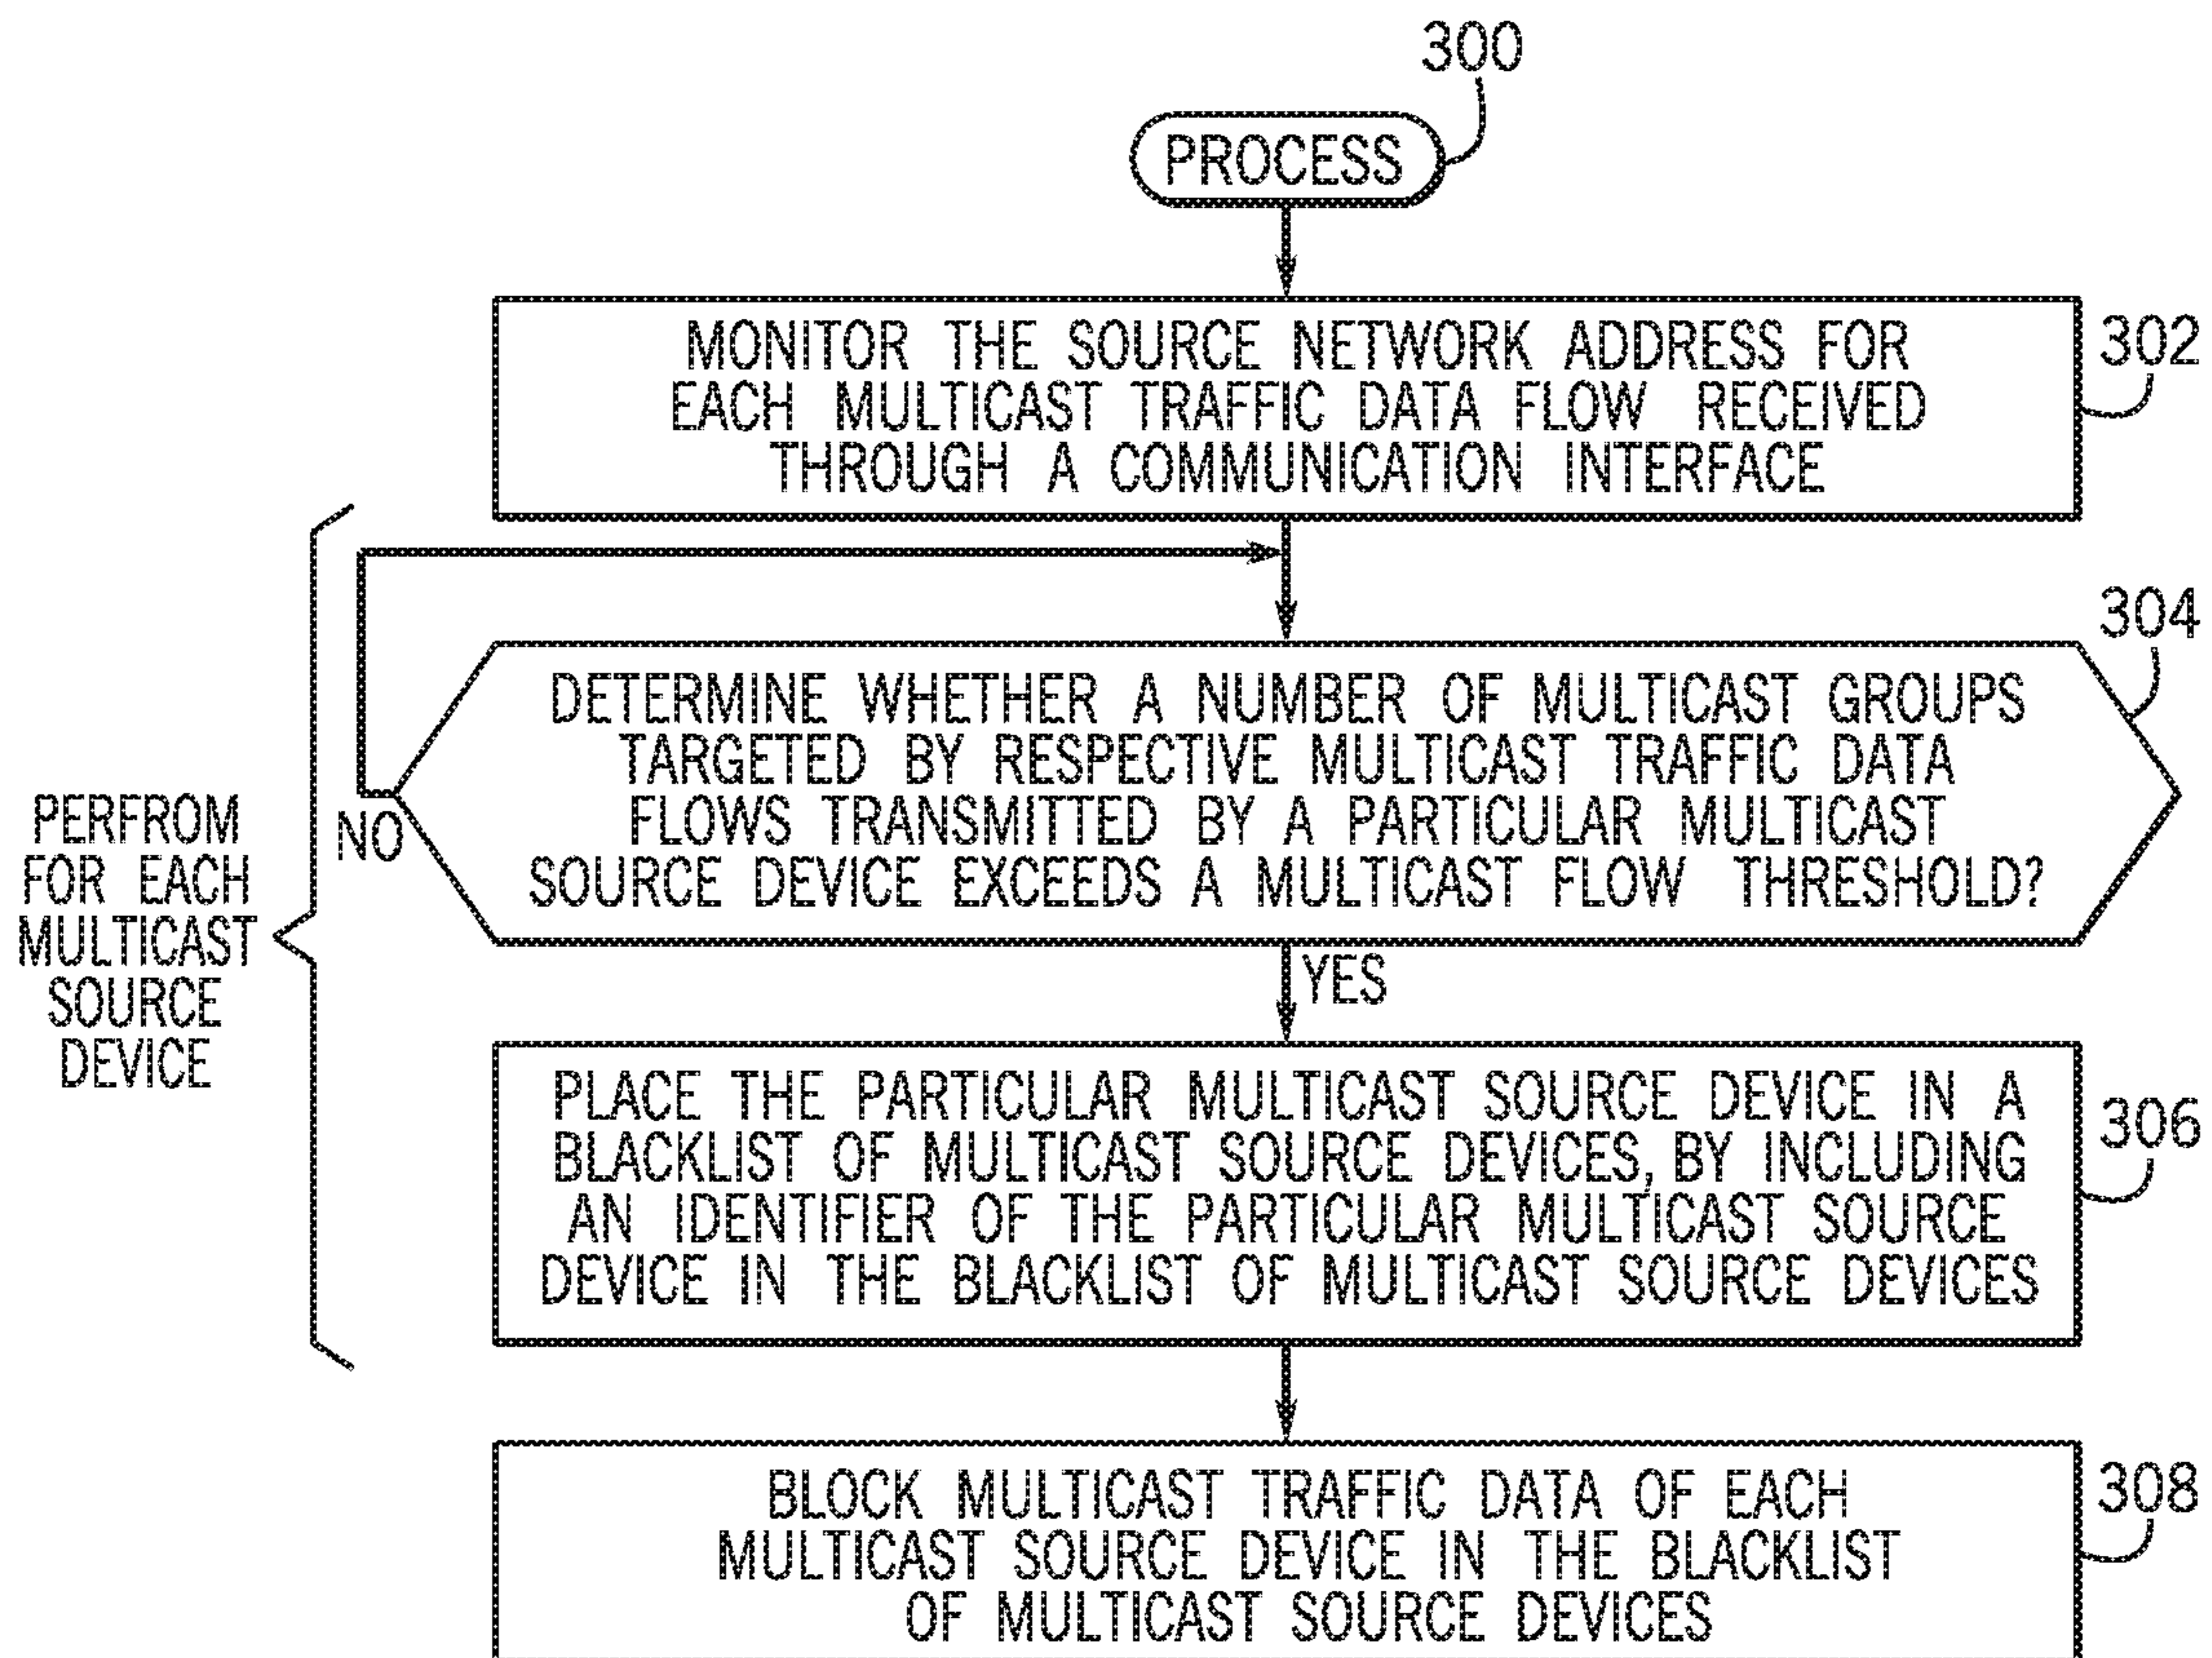 300
PROCESS
MONITOR THE SOURCE NETWORK ADDRESS FOR
EACH MULTICAST TRAFFIC DATA FLOW RECEIVED
THROUGH A COMMUNICATION INTERFACE
302
304
DETERMINE WHETHER A NUMBER OF MULTICAST GROUPS
TARGETED BY RESPECTIVE MULTICAST TRAFFIC DATA
FLOWS TRANSMITTED BY A PARTICULAR MULTICAST
SOURCE DEVICE EXCEEDS A MULTICAST FLOW THRESHOLD?
NO
PERFROM
FOR EACH
MULTICAST
SOURCE
DEVICE
YES
PLACE THE PARTICULAR MULTICAST SOURCE DEVICE IN A
BLACKLIST OF MULTICAST SOURCE DEVICES, BY INCLUDING
AN IDENTIFIER OF THE PARTICULAR MULTICAST SOURCE
DEVICE IN THE BLACKLIST OF MULTICAST SOURCE DEVICES
306
BLOCK MULTICAST TRAFFIC DATA OF EACH
MULTICAST SOURCE DEVICE IN THE BLACKLIST
OF MULTICAST SOURCE DEVICES
308